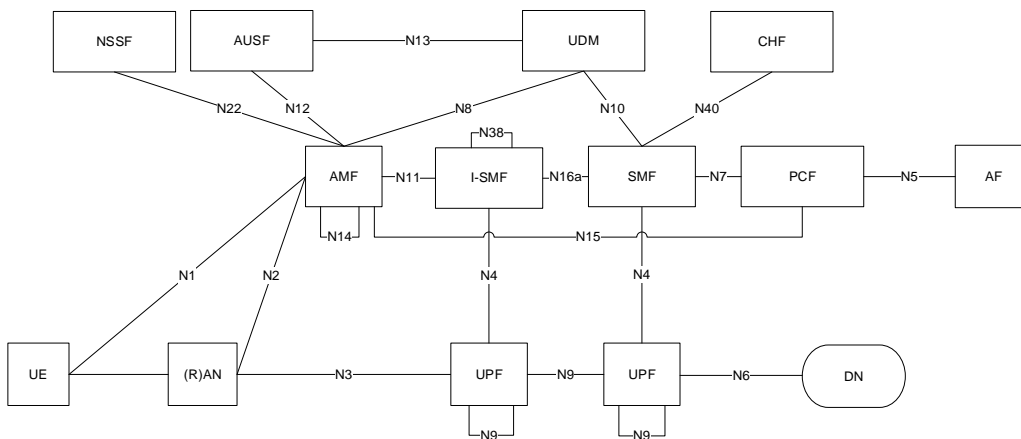 NSSF
AUSF
N13
UDM
CHF
N22
N12
N8
N10
N40
N38
AMF
N11
I-SMF
N16a
SMF
N7
PCF
N5
AF
N14
N15
N1
N2
N4
N4
UE
(R)AN
N3
UPF
N9
UPF
N6
DN
N9
N9